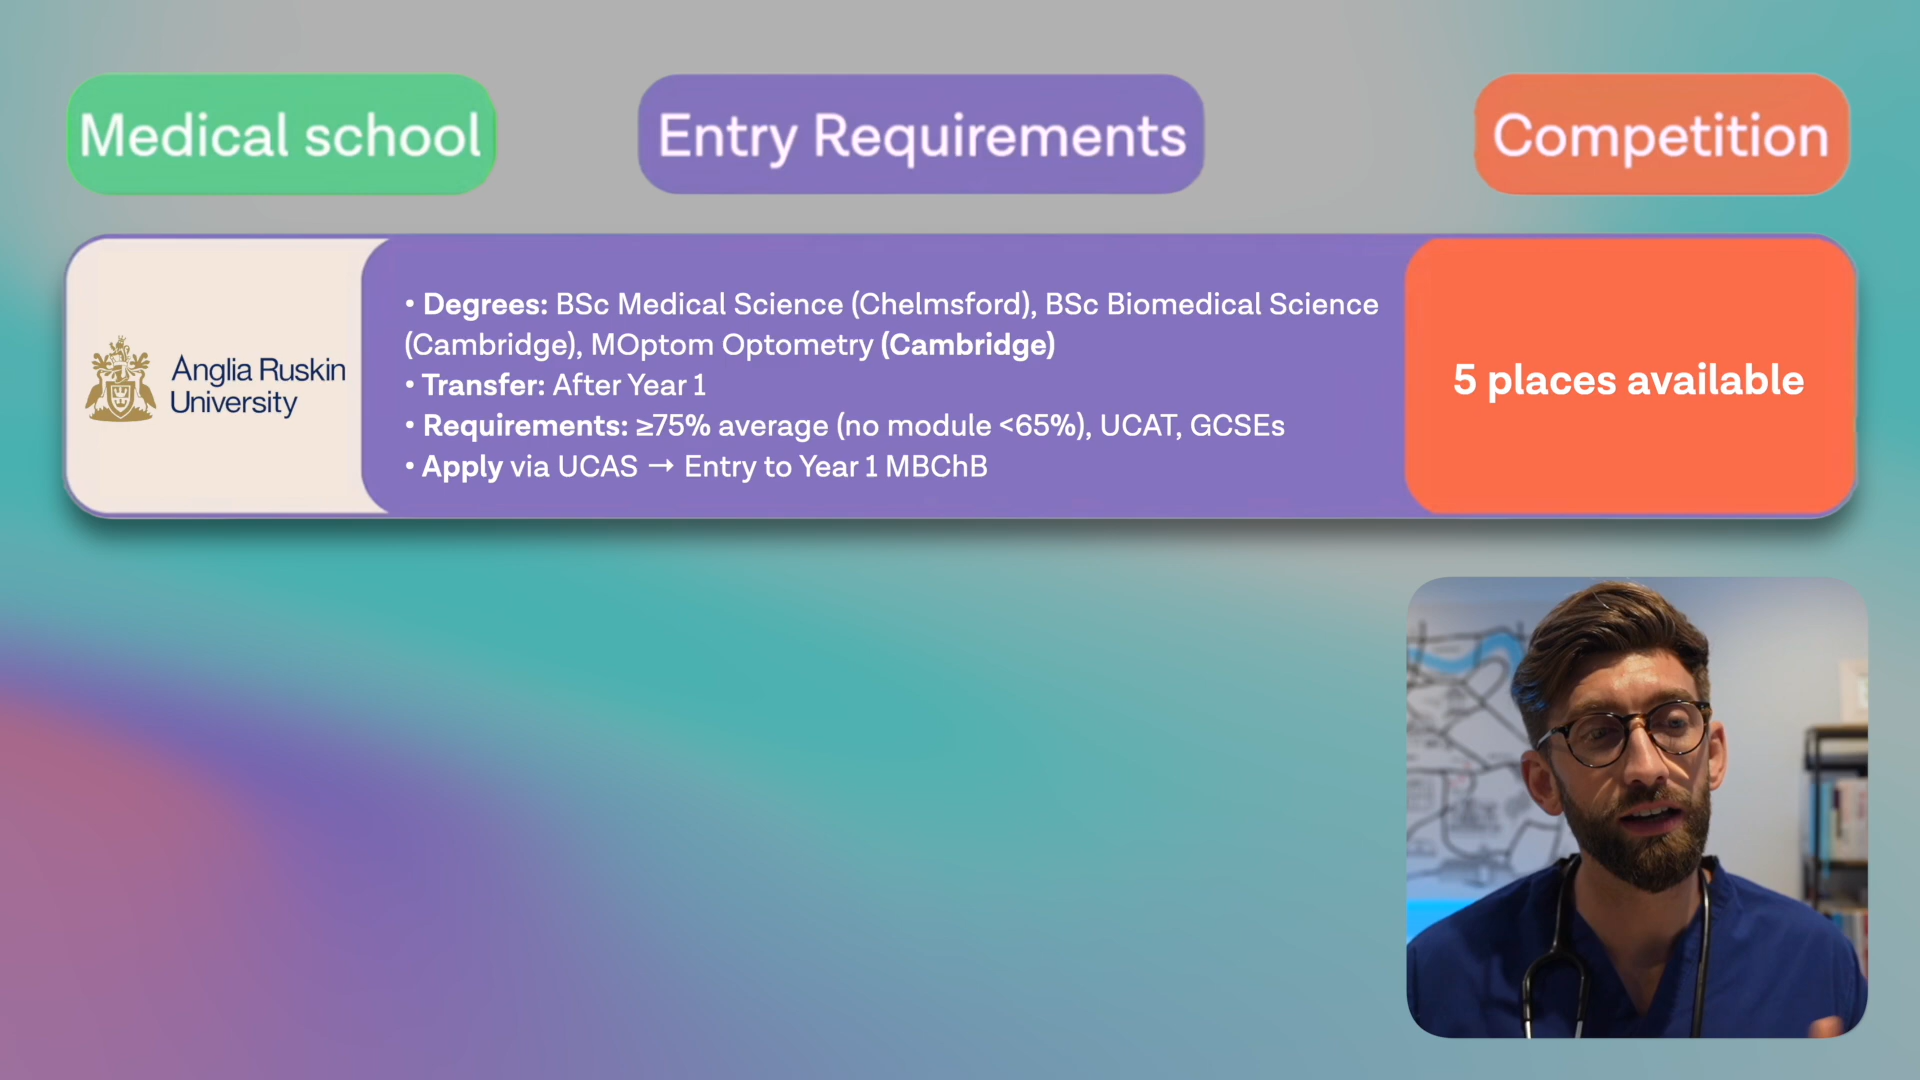 Medical school
Entry Requirements
Competition
Anglia Ruskin
University
• Degrees: BSc Medical Science (Chelmsford), BSc Biomedical Science
(Cambridge), MOptom Optometry (Cambridge)
• Transfer: After Year 1
• Requirements: ≥75% average (no module <65%), UCAT, GCSEs
• Apply via UCAS → Entry to Year 1 MBChB
5 places available